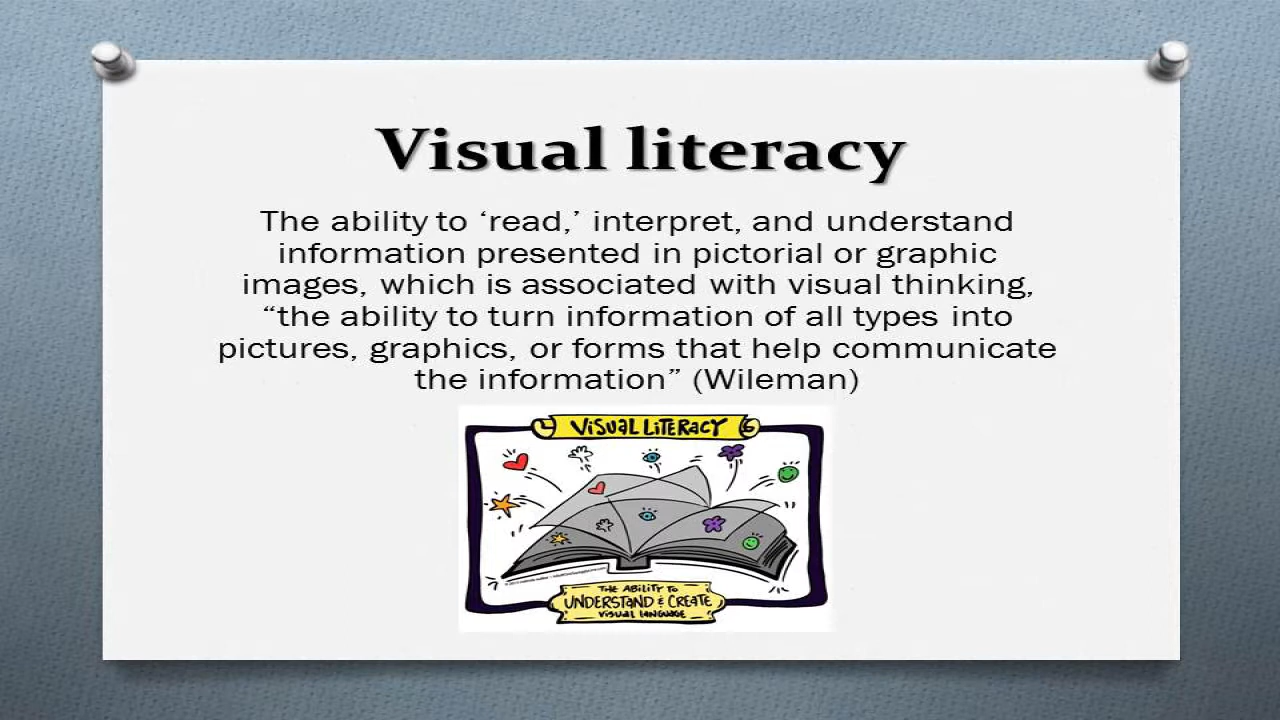 Visual literacy
The ability to ‘read,’ interpret, and understand
information presented in pictorial or graphic
images, which is associated with visual thinking,
“the ability to turn information of all types into
pictures, graphics, or forms that help communicate
the information” (Wileman)
VISUAL LITERACY
THE ABILITY TO
UNDERSTAND & CREATE
VISUAL LANGUAGE